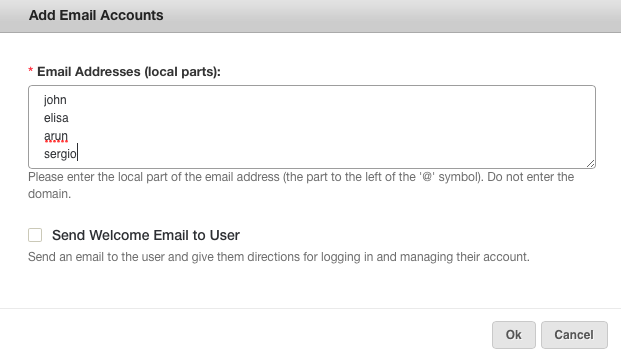 Add Email Accounts
* Email Addresses (local parts):
john
elisa
arun
sergio
Please enter the local part of the email address (the part to the left of the '@' symbol). Do not enter the
domain.
Send Welcome Email to User
Send an email to the user and give them directions for logging in and managing their account.
Ok Cancel